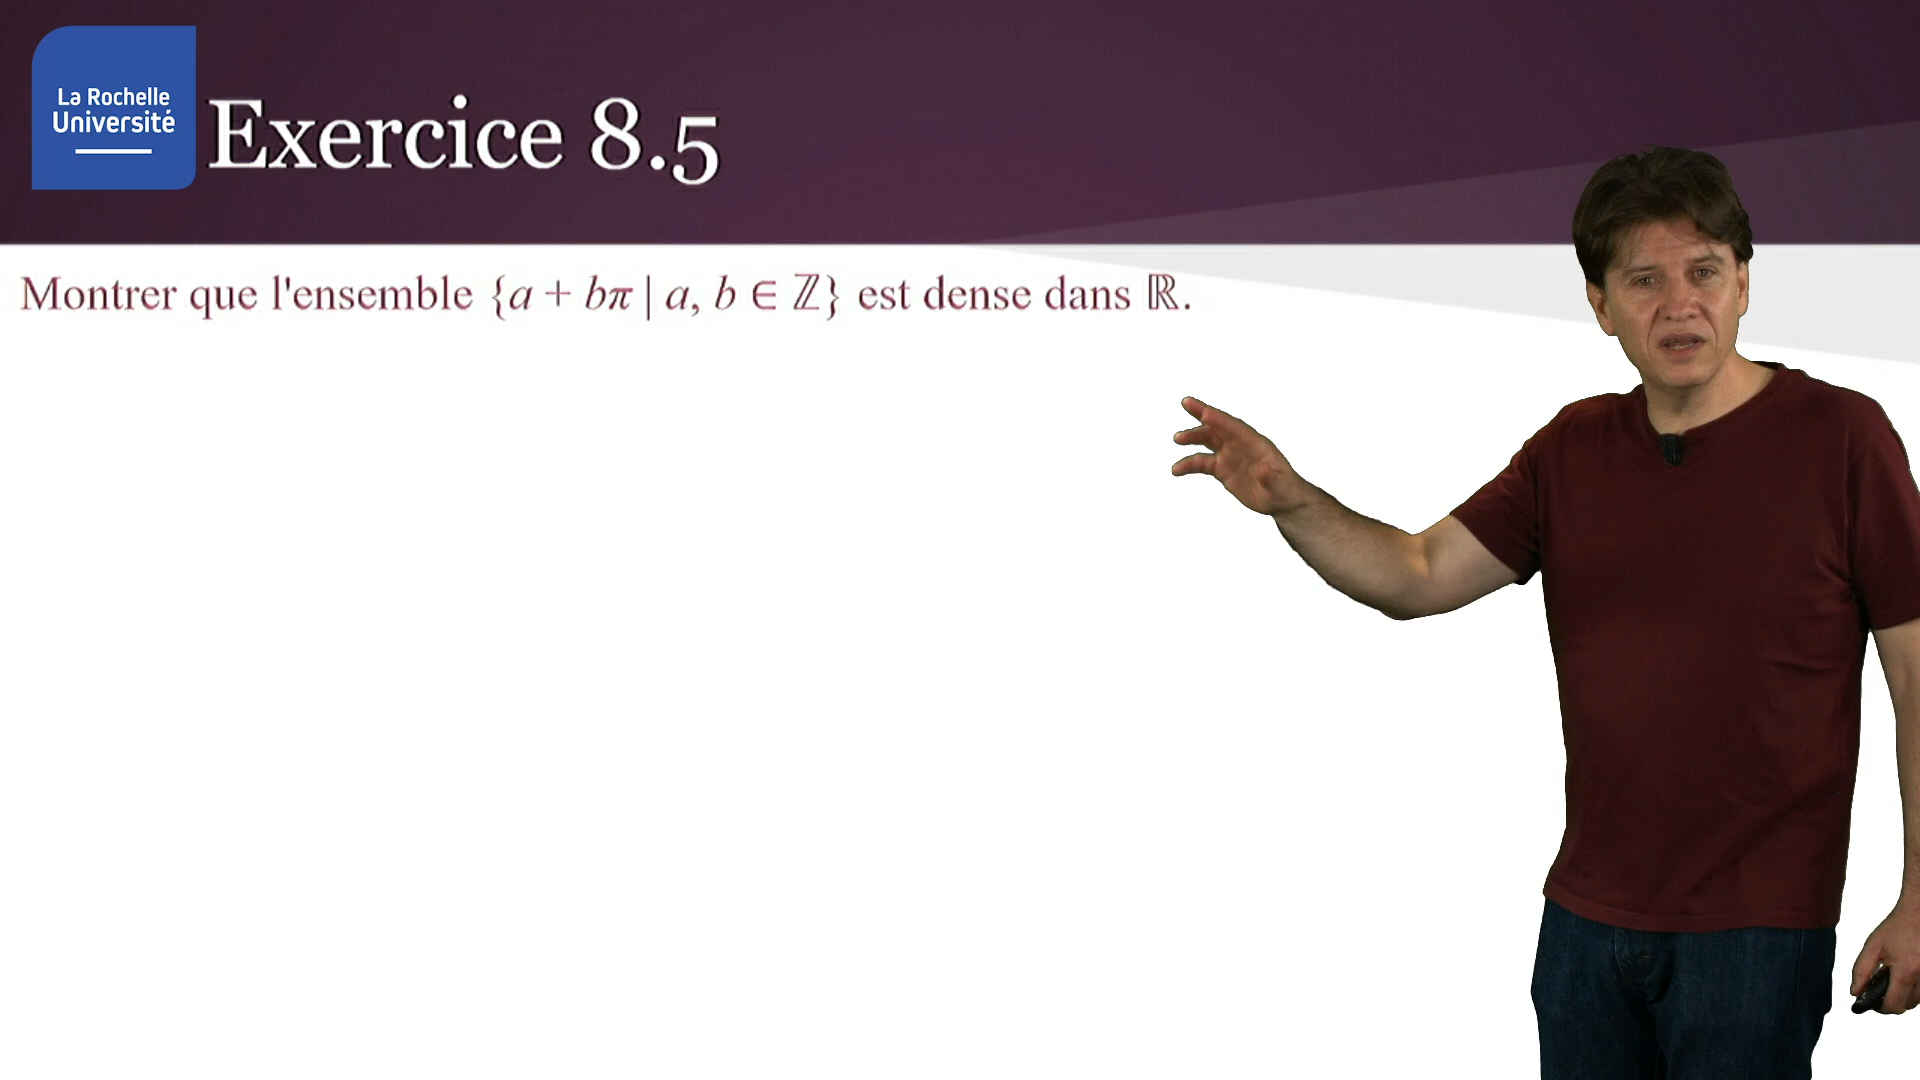 La Rochelle
Université
Exercice 8.5
Montrer que l'ensemble {a + bπ | a, b ∈ ℤ} est dense dans ℝ.